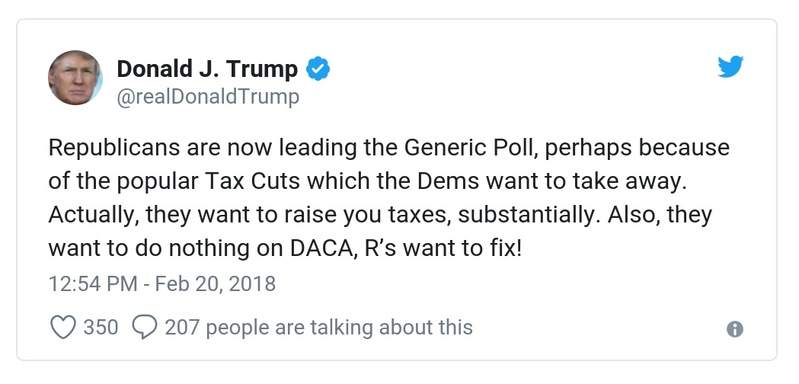 Donald J. Trump
@realDonaldTrump
Republicans are now leading the Generic Poll, perhaps because
of the popular Tax Cuts which the Dems want to take away.
Actually, they want to raise you taxes, substantially. Also, they
want to do nothing on DACA, R’s want to fix!
12:54 PM - Feb 20, 2018
350 207 people are talking about this